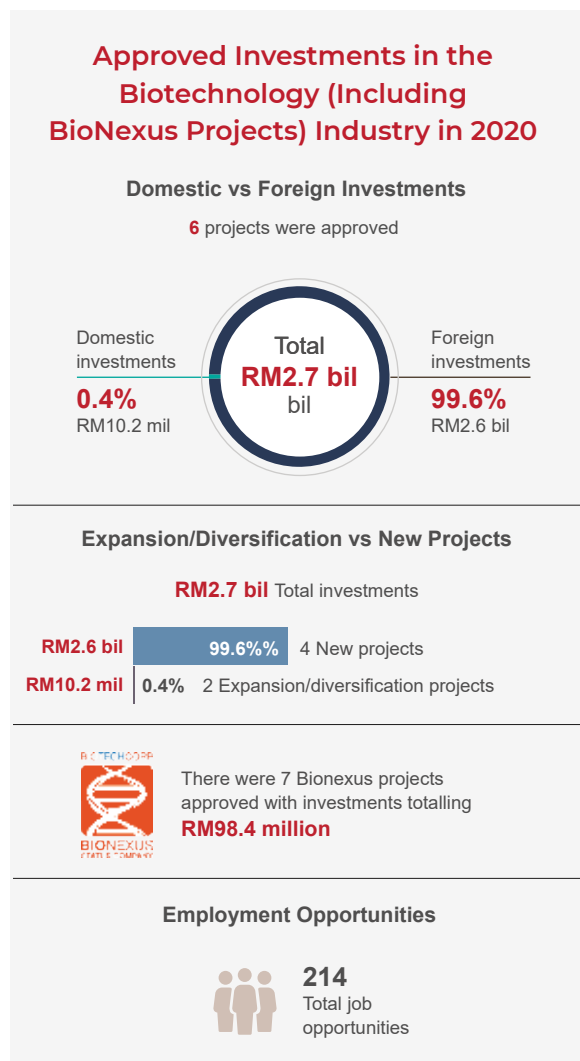 Approved Investments in the
Biotechnology (Including
BioNexus Projects) Industry in 2020
Domestic vs Foreign Investments
6 projects were approved
Domestic
investments
0.4%
RM10.2 mil
Total
RM2.7 bil
bil
Foreign
investments
99.6%
RM2.6 bil
Expansion/Diversification vs New Projects
RM2.7 bil Total investments
RM2.6 bil 99.6%% 4 New projects
RM10.2 mil 0.4% 2 Expansion/diversification projects
BIONEXUS
There were 7 Bionexus projects
approved with investments totalling
RM98.4 million
Employment Opportunities
214
Total job
opportunities